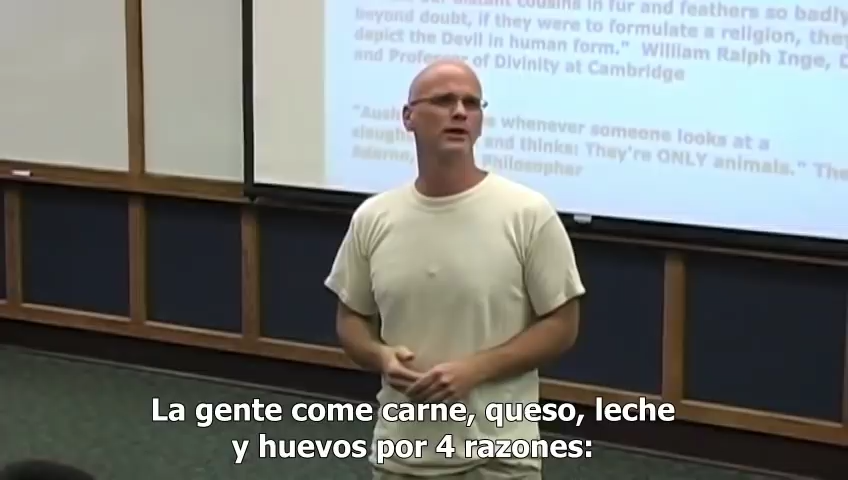 our distant cousins in fur and feathers so badly
beyond doubt, if they were to formulate a religion, they
depict the Devil in human form." William Ralph Inge, D
and Professor of Divinity at Cambridge
whenever someone looks at a
and thinks: They're ONLY animals." The
Philosopher
La gente come carne, queso, leche
y huevos por 4 razones: